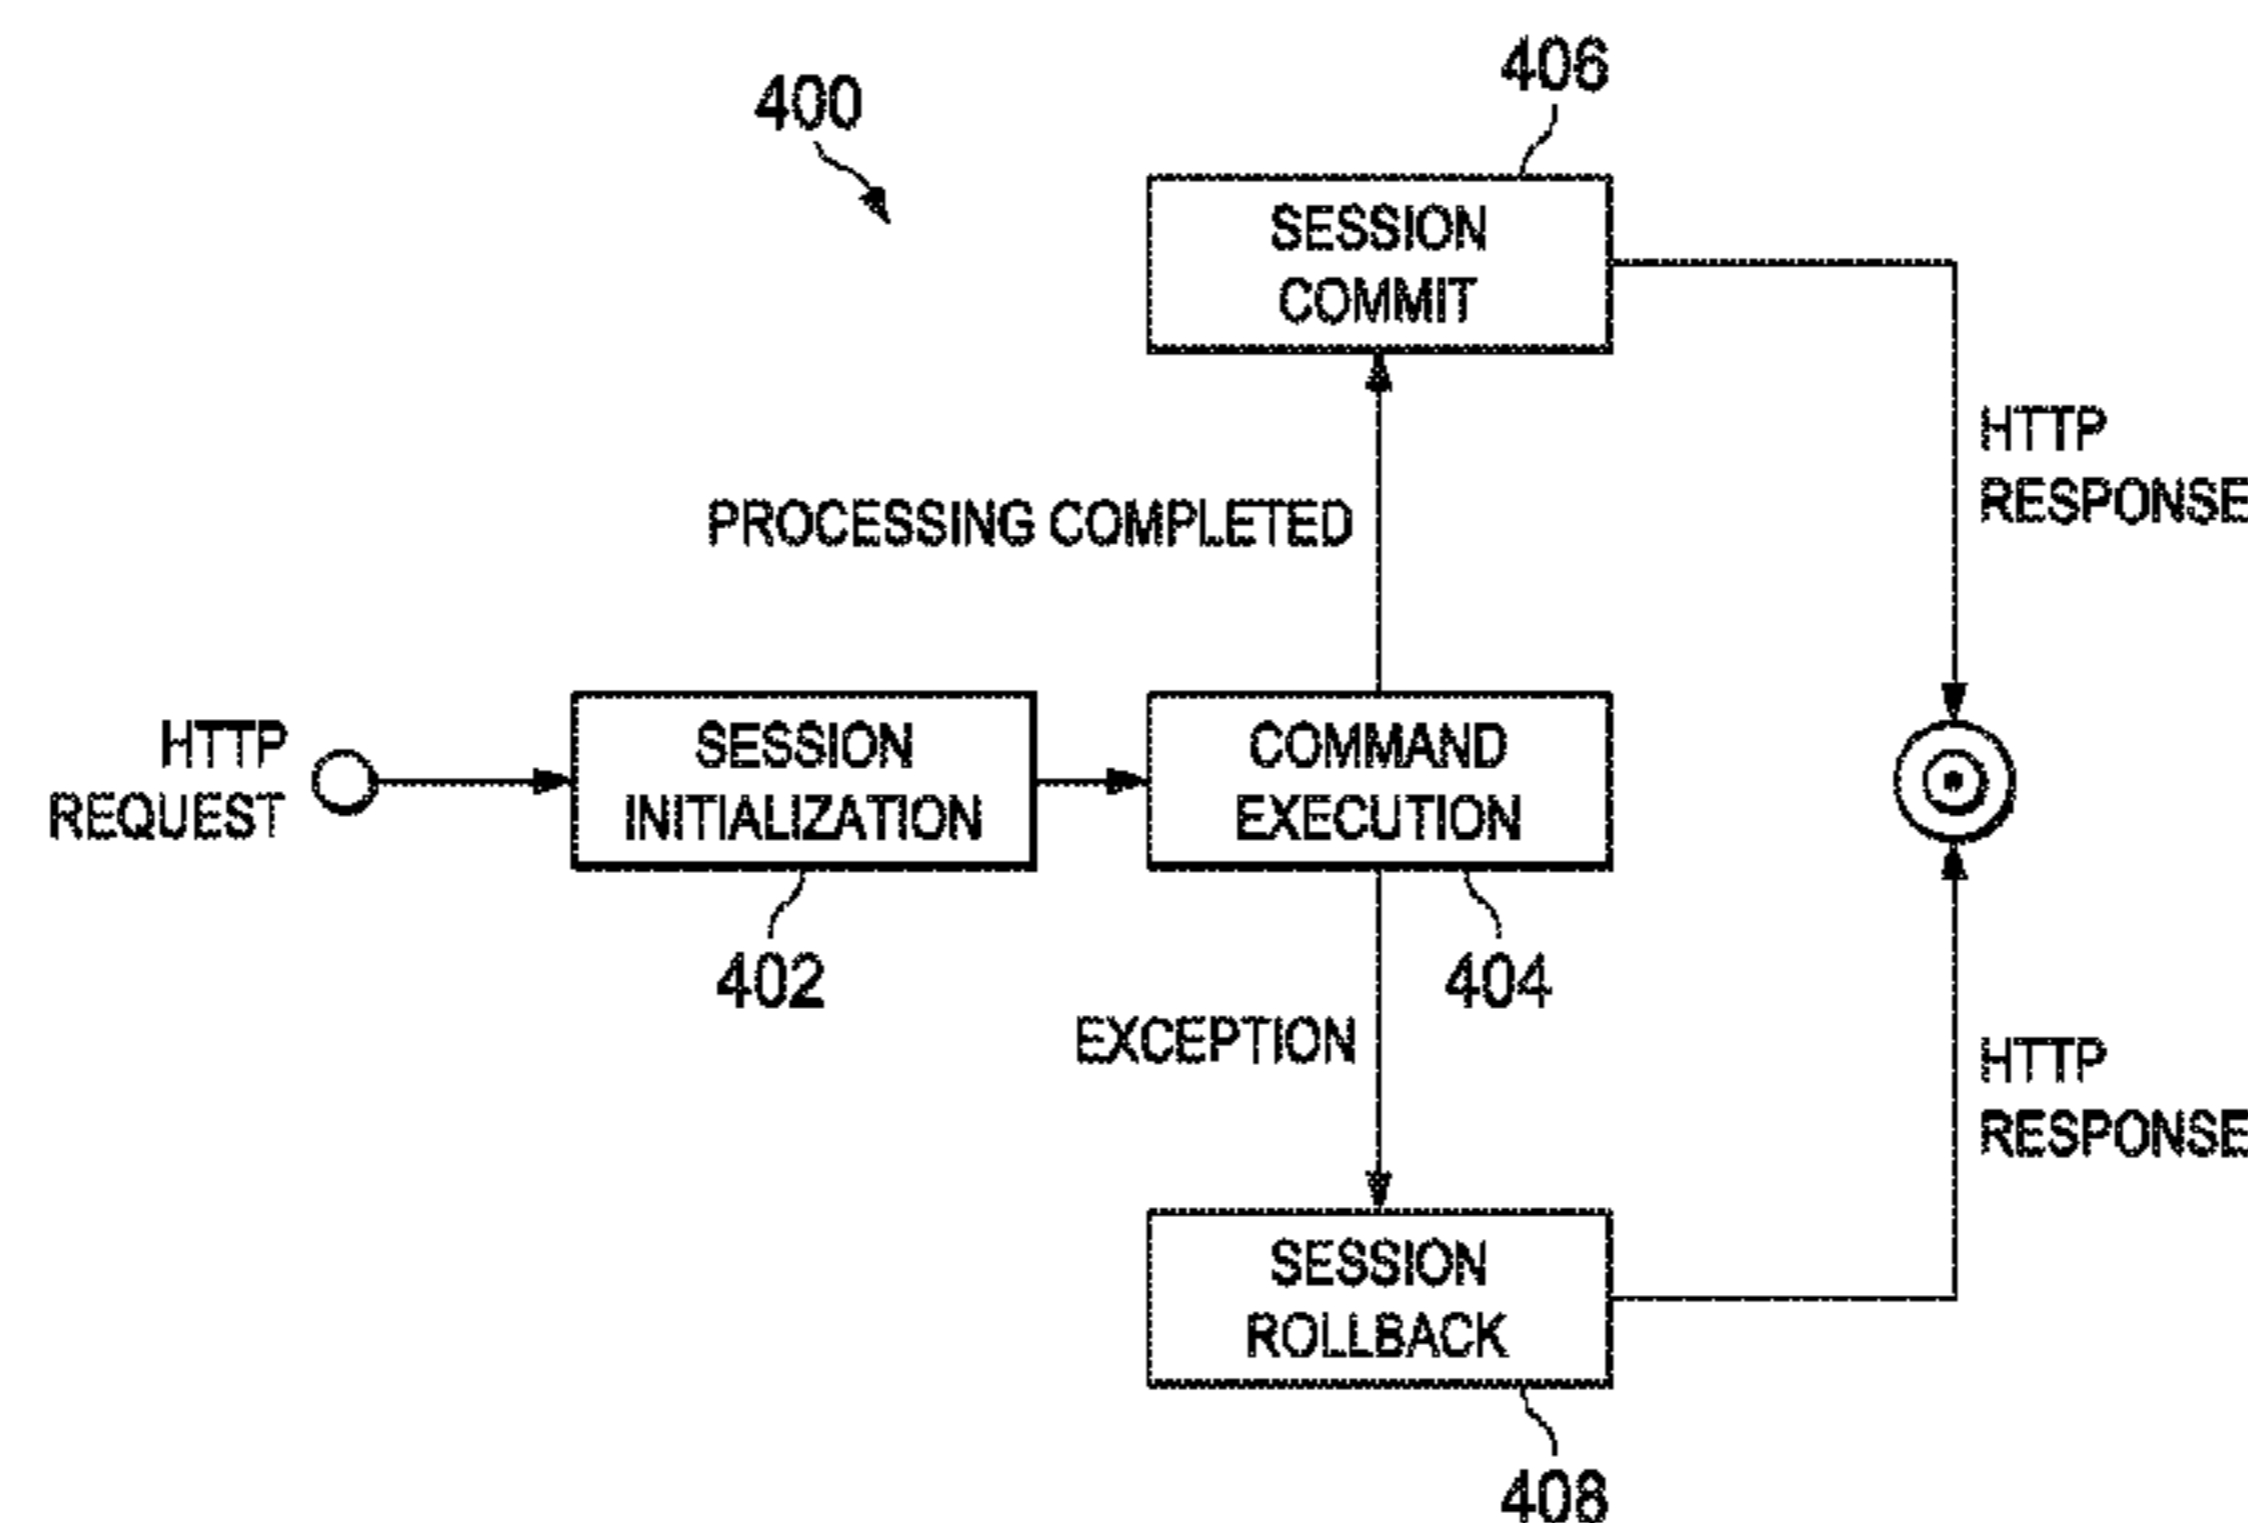 406
400
SESSION
COMMIT
HTTP
RESPONSE
PROCESSING COMPLETED
HTTP
REQUEST
SESSION
INITIALIZATION
COMMAND
EXECUTION
402
404
EXCEPTION
HTTP
RESPONSE
SESSION
ROLLBACK
408